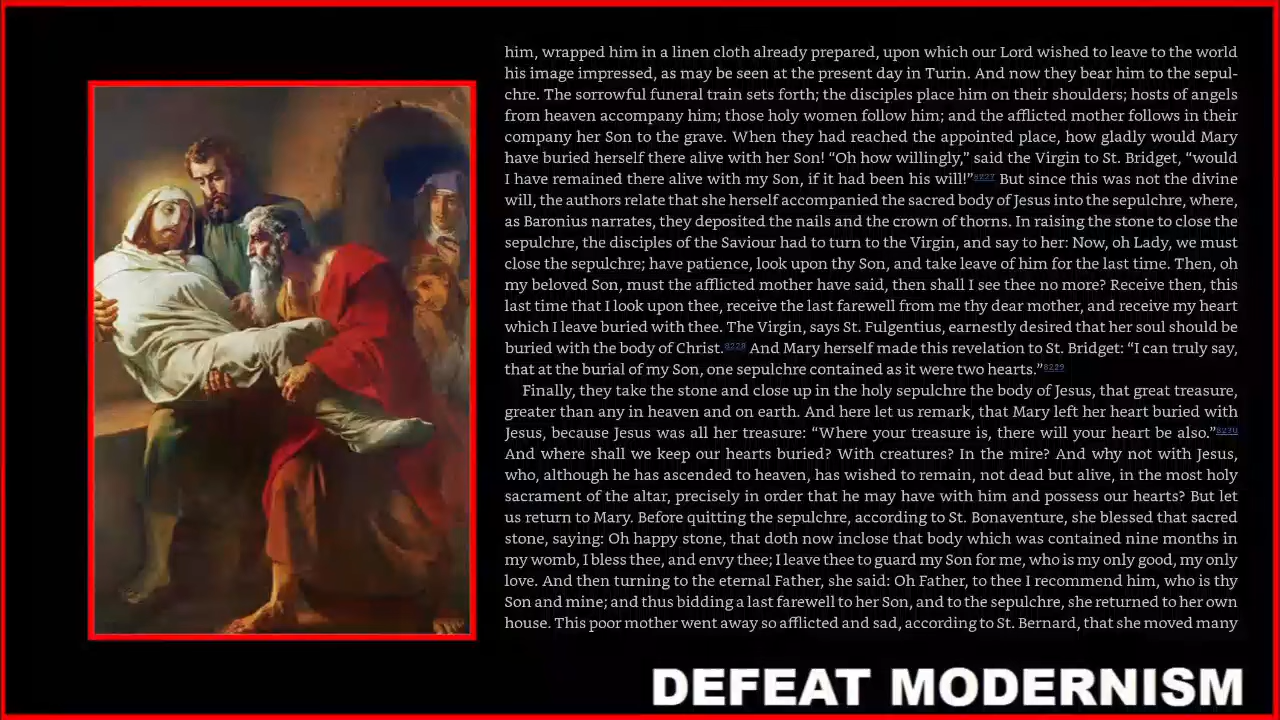 him, wrapped him in a linen cloth already prepared, upon which our Lord wished to leave to the world
his image impressed, as may be seen at the present day in Turin. And now they bear him to the sepul-
chre. The sorrowful funeral train sets forth; the disciples place him on their shoulders; hosts of angels
from heaven accompany him; those holy women follow him; and the afflicted mother follows in their
company her Son to the grave. When they had reached the appointed place, how gladly would Mary
have buried herself there alive with her Son! “Oh how willingly,” said the Virgin to St. Bridget, “would
I have remained there alive with my Son, if it had been his will!”8227 But since this was not the divine
will, the authors relate that she herself accompanied the sacred body of Jesus into the sepulchre, where,
as Baronius narrates, they deposited the nails and the crown of thorns. In raising the stone to close the
sepulchre, the disciples of the Saviour had to turn to the Virgin, and say to her: Now, oh Lady, we must
close the sepulchre; have patience, look upon thy Son, and take leave of him for the last time. Then, oh
my beloved Son, must the afflicted mother have said, then shall I see thee no more? Receive then, this
last time that I look upon thee, receive the last farewell from me thy dear mother, and receive my heart
which I leave buried with thee. The Virgin, says St. Fulgentius, earnestly desired that her soul should be
buried with the body of Christ.8228 And Mary herself made this revelation to St. Bridget: “I can truly say,
that at the burial of my Son, one sepulchre contained as it were two hearts.”8229
Finally, they take the stone and close up in the holy sepulchre the body of Jesus, that great treasure,
greater than any in heaven and on earth. And here let us remark, that Mary left her heart buried with
Jesus, because Jesus was all her treasure: “Where your treasure is, there will your heart be also.”8230
And where shall we keep our hearts buried? With creatures? In the mire? And why not with Jesus,
who, although he has ascended to heaven, has wished to remain, not dead but alive, in the most holy
sacrament of the altar, precisely in order that he may have with him and possess our hearts? But let
us return to Mary. Before quitting the sepulchre, according to St. Bonaventure, she blessed that sacred
stone, saying: Oh happy stone, that doth now inclose that body which was contained nine months in
my womb, I bless thee, and envy thee; I leave thee to guard my Son for me, who is my only good, my only
love. And then turning to the eternal Father, she said: Oh Father, to thee I recommend him, who is thy
Son and mine; and thus bidding a last farewell to her Son, and to the sepulchre, she returned to her own
house. This poor mother went away so afflicted and sad, according to St. Bernard, that she moved many
DEFEAT MODERNISM